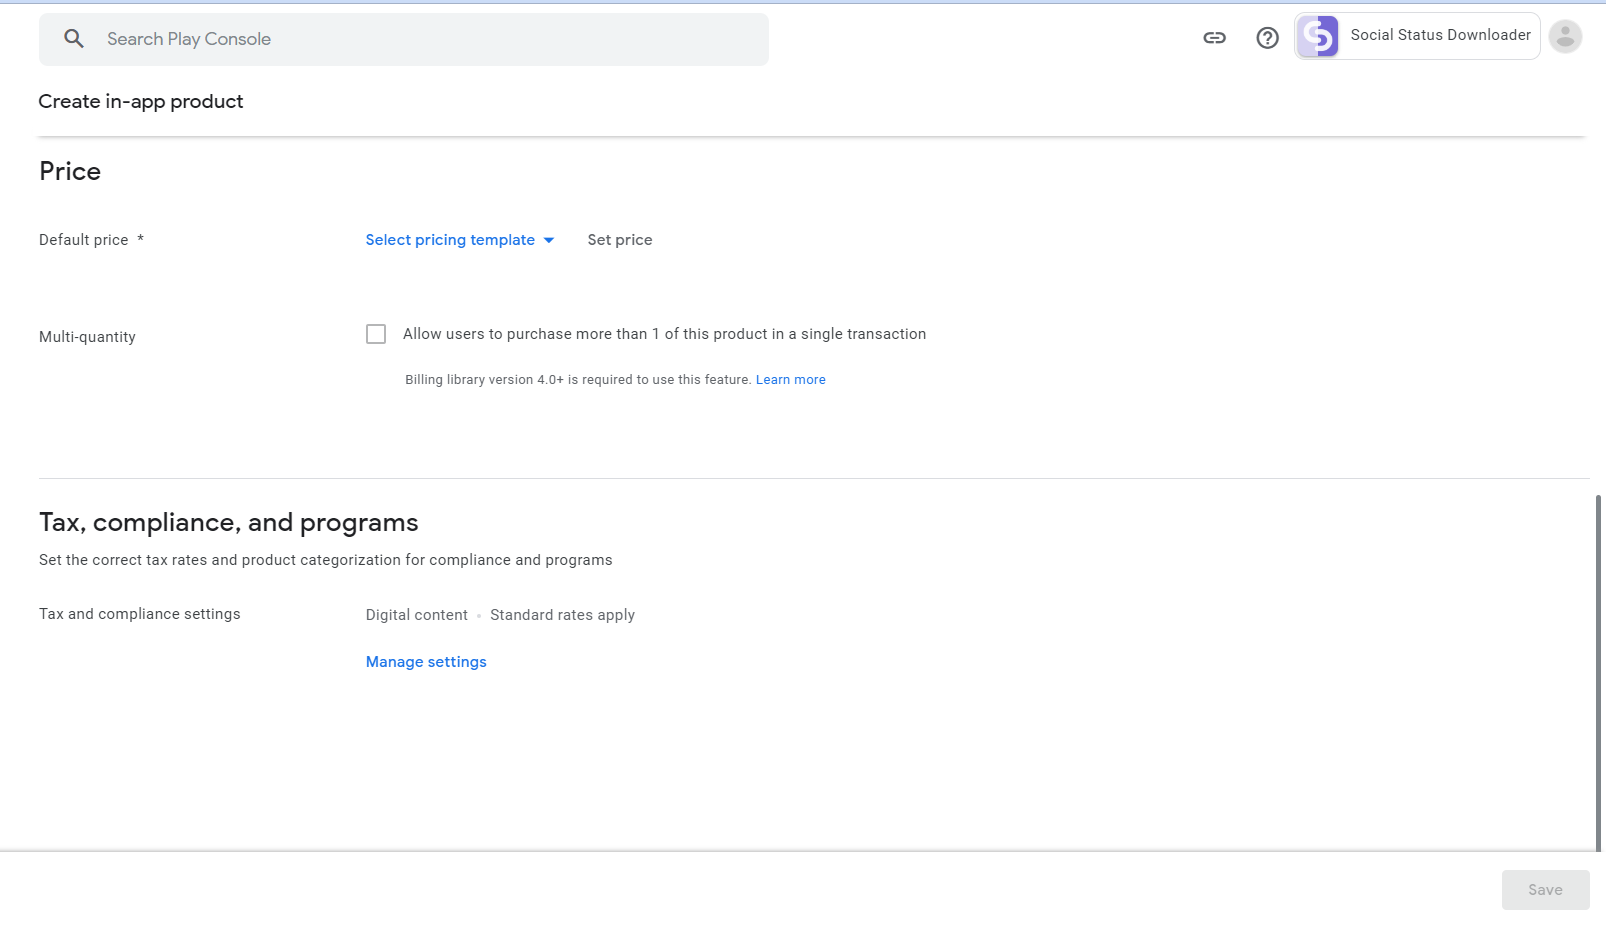 Search Play Console
Social Status Downloader
Create in-app product
Price
Default price *
Select pricing template
Set price
Multi-quantity
Allow users to purchase more than 1 of this product in a single transaction
Billing library version 4.0+ is required to use this feature. Learn more
Tax, compliance, and programs
Set the correct tax rates and product categorization for compliance and programs
Tax and compliance settings
Digital content • Standard rates apply
Manage settings
Save